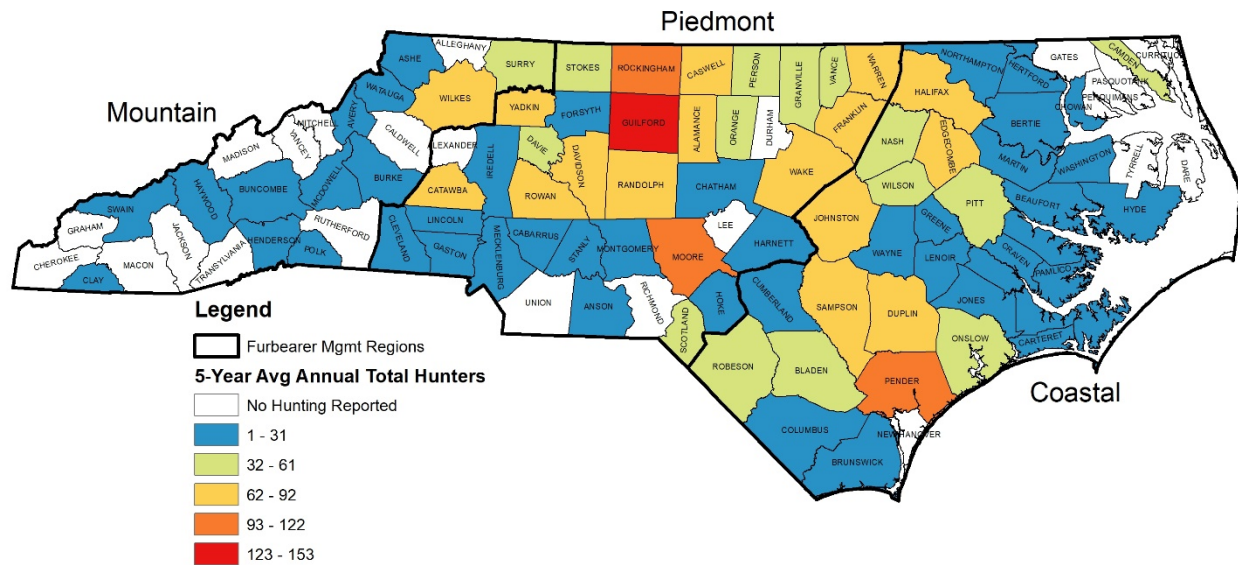 Piedmont
Mountain
Coastal
ALLEGHANY
ASHE
SURRY
STOKES
ROCKINGHAM
CASWELL
PERSON
GRANVILLE
VANCE
WARREN
NORTHAMPTON
HERTFORD
GATES
CAMDEN
CURRITUCK
PASQUOTANK
PERQUIMANS
CHOWAN
WATAUGA
WILKES
YADKIN
FORSYTH
GUILFORD
ALAMANCE
ORANGE
DURHAM
FRANKLIN
HALIFAX
BERTIE
AVERY
MITCHELL
YANCEY
MADISON
CALDWELL
ALEXANDER
IREDELL
DAVIE
DAVIDSON
RANDOLPH
CHATHAM
WAKE
NASH
EDGECOMBE
MARTIN
WASHINGTON
TYRRELL
DARE
HAYWOOD
BUNCOMBE
MCDOWELL
BURKE
CATAWBA
ROWAN
WILSON
PITT
BEAUFORT
HYDE
SWAIN
GRAHAM
CHEROKEE
CLAY
MACON
JACKSON
TRANSYLVANIA
HENDERSON
POLK
RUTHERFORD
CLEVELAND
LINCOLN
GASTON
MECKLENBURG
CABARRUS
STANLY
MONTGOMERY
MOORE
LEE
HARNETT
JOHNSTON
WAYNE
GREENE
LENOIR
CRAVEN
PAMLICO
JONES
CARTERET
UNION
ANSON
RICHMOND
SCOTLAND
HOKE
CUMBERLAND
SAMPSON
DUPLIN
ONSLOW
ROBESON
BLADEN
PENDER
COLUMBUS
NEW HANOVER
BRUNSWICK
Legend
Furbearer Mgmt Regions
5-Year Avg Annual Total Hunters
No Hunting Reported
1 - 31
32 - 61
62 - 92
93 - 122
123 - 153